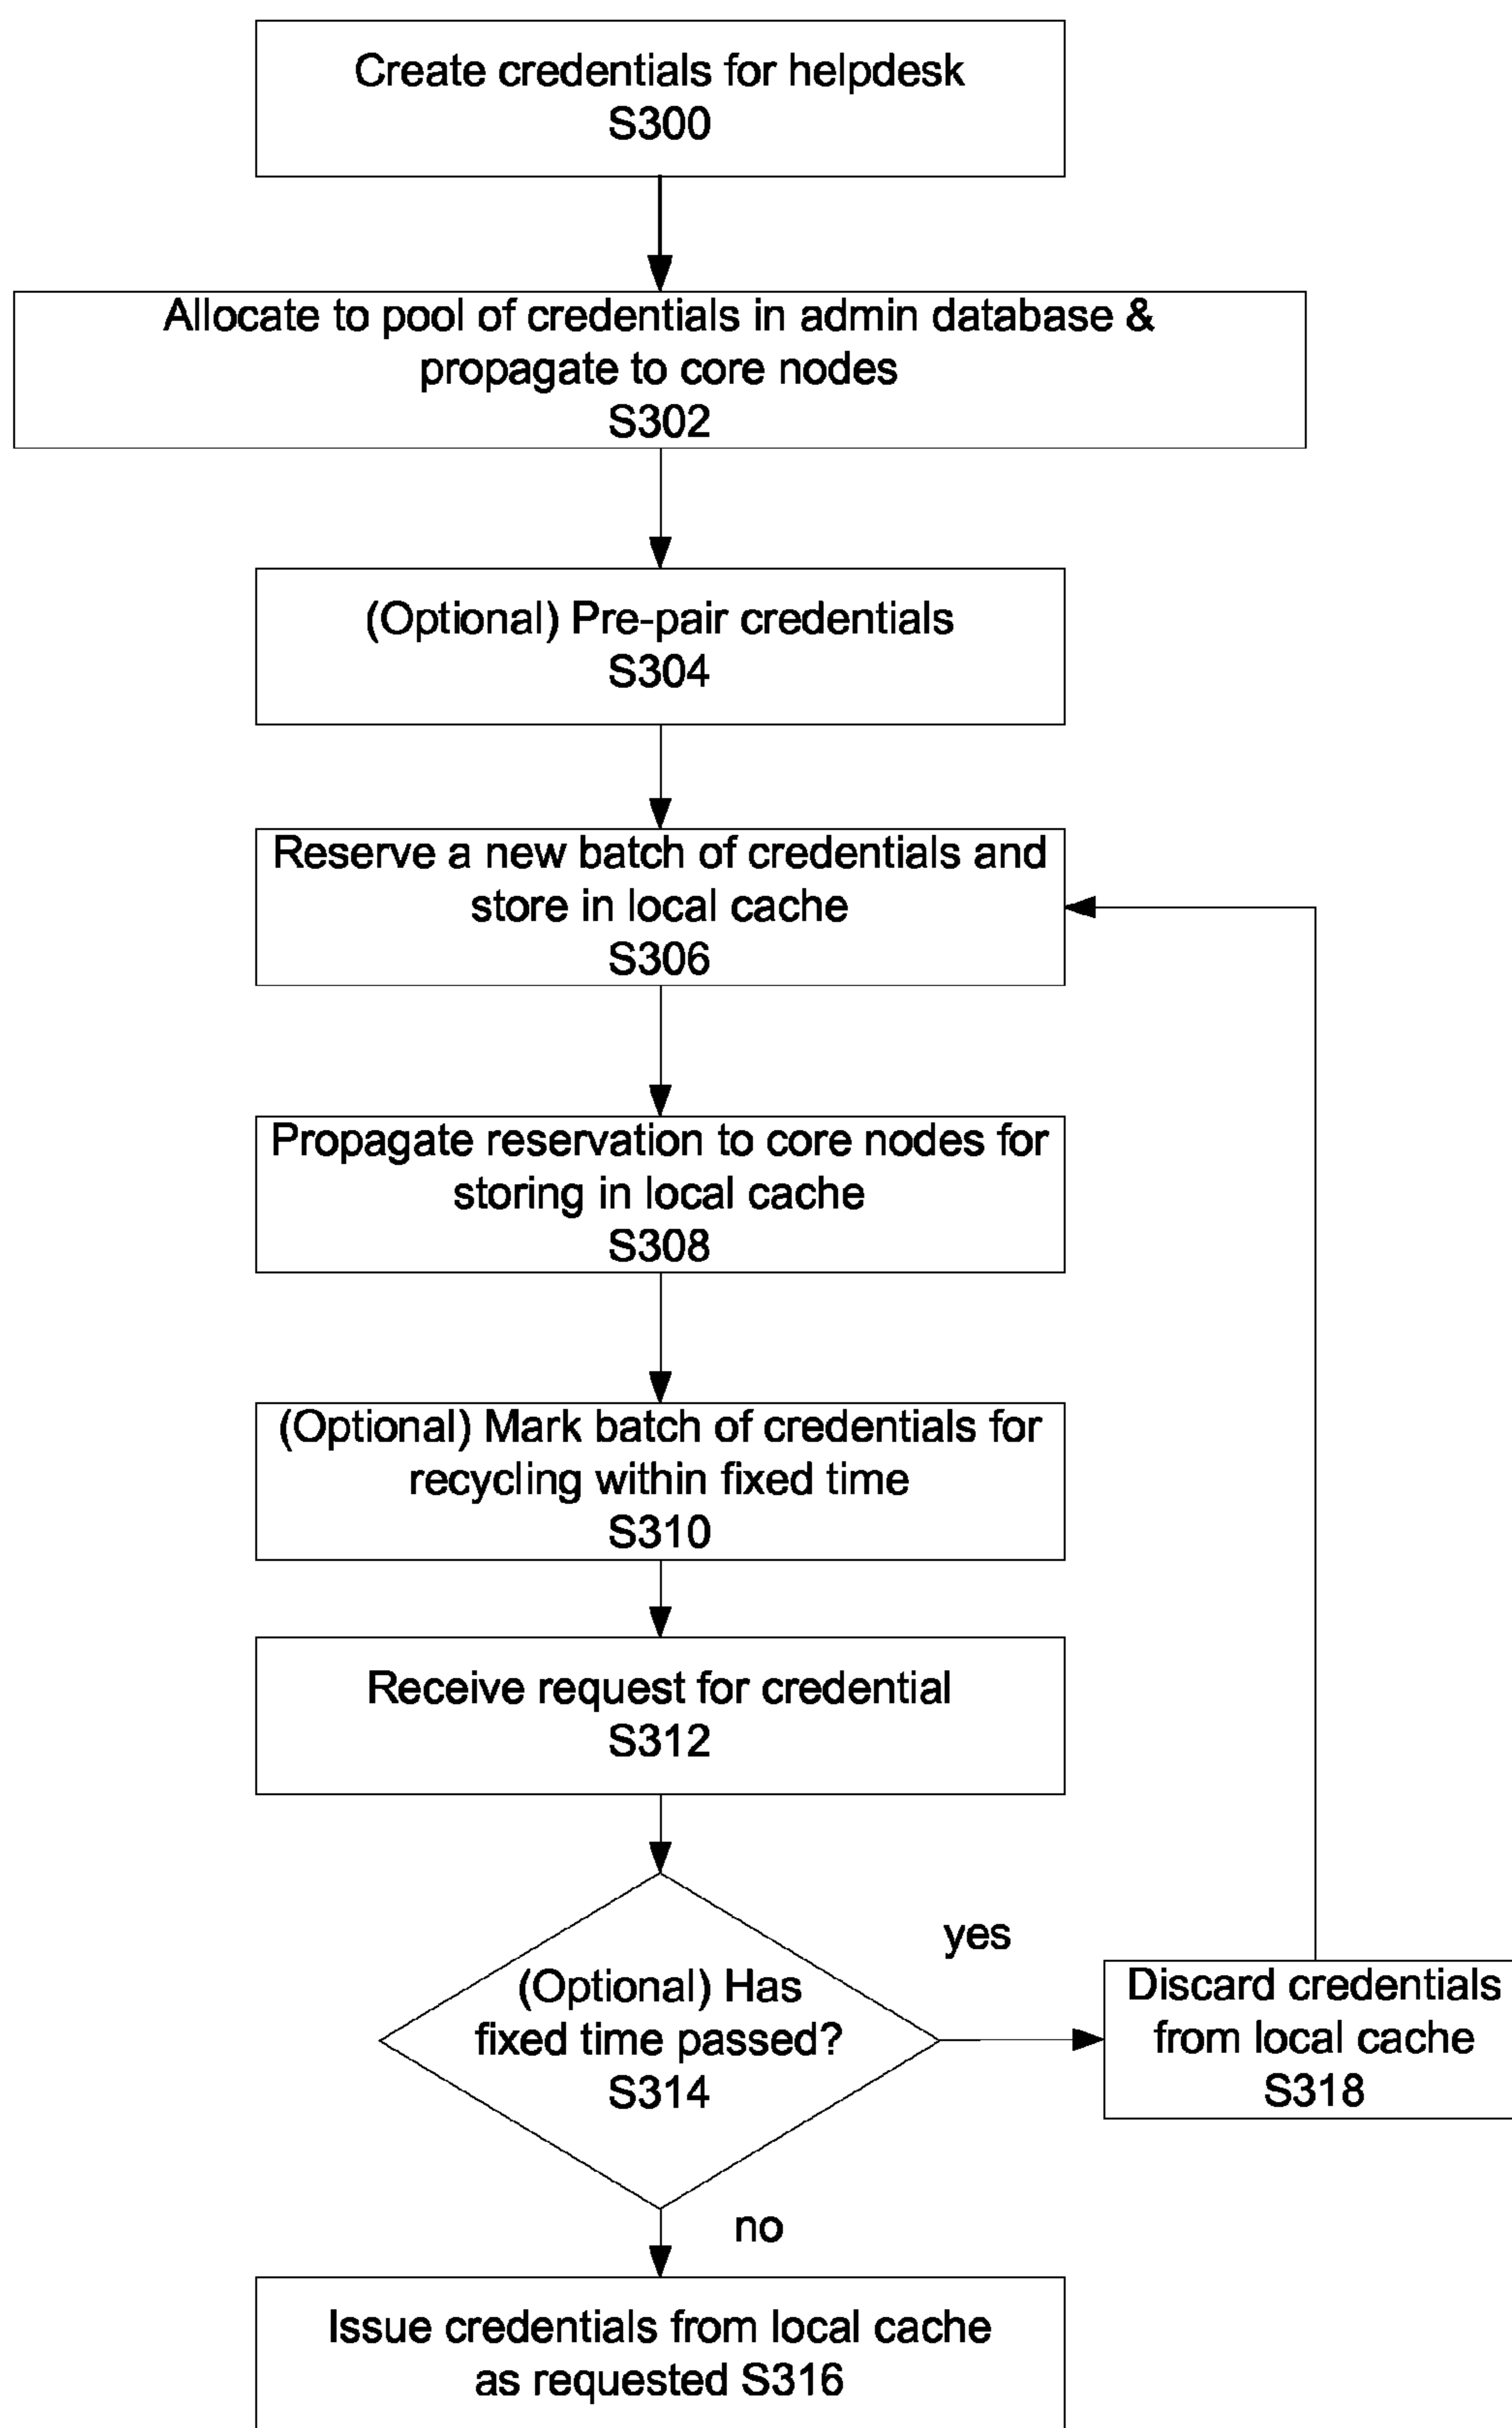 Create credentials for helpdesk
S300
Allocate to pool of credentials in admin database &
propagate to core nodes
S302
(Optional) Pre-pair credentials
S304
Reserve a new batch of credentials and
store in local cache
S306
Propagate reservation to core nodes for
storing in local cache
S308
(Optional) Mark batch of credentials for
recycling within fixed time
S310
Receive request for credential
S312
(Optional) Has
fixed time passed?
S314
yes
Discard credentials
from local cache
S318
no
Issue credentials from local cache
as requested S316